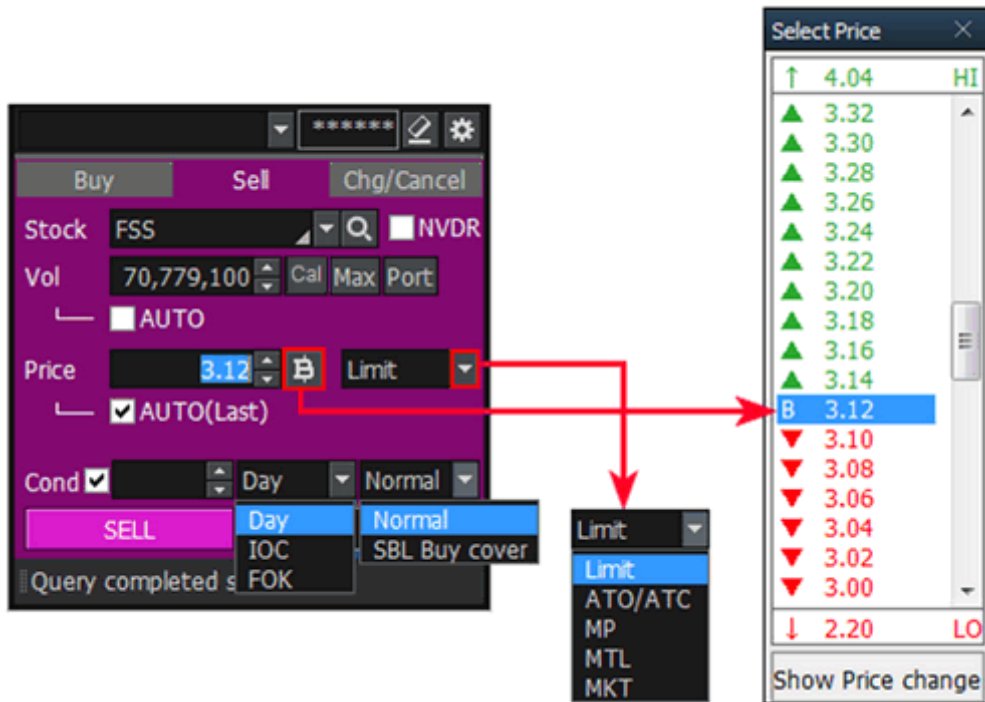 ******
Buy Sell Chg/Cancel
Stock FSS NVDR
Vol 70,779,100 Cal Max Port
AUTO
Price 3.12 B Limit
AUTO(Last)
Cond Day Normal
SELL
Day
IOC
FOK
Normal
SBL Buy cover
Query completed s
Limit
Limit
ATO/ATC
MP
MTL
MKT
Select Price
↑ 4.04 HI
▲ 3.32
▲ 3.30
▲ 3.28
▲ 3.26
▲ 3.24
▲ 3.22
▲ 3.20
▲ 3.18
▲ 3.16
▲ 3.14
B 3.12
▼ 3.10
▼ 3.08
▼ 3.06
▼ 3.04
▼ 3.02
▼ 3.00
↓ 2.20 LO
Show Price change